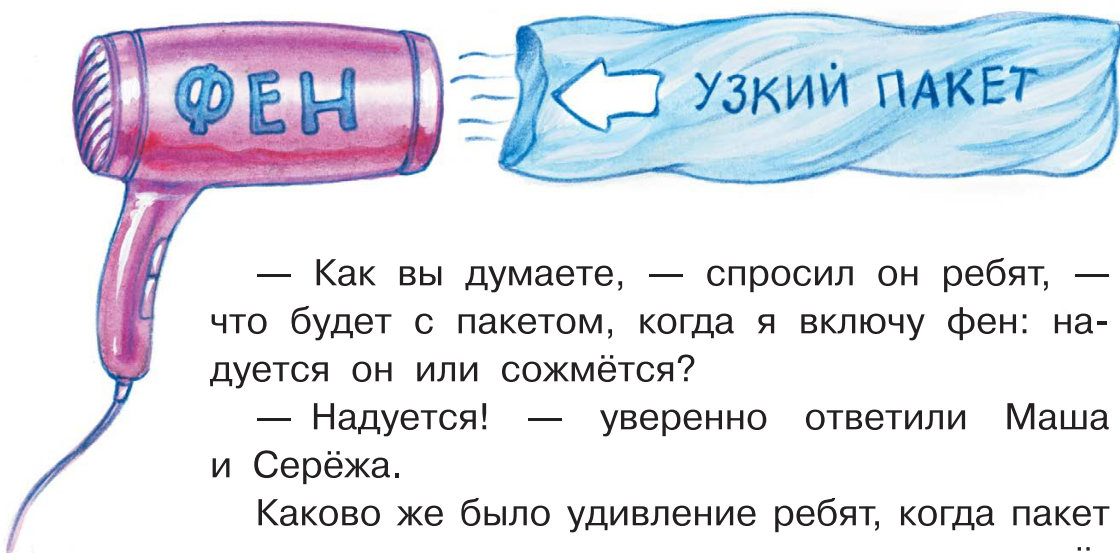 ФЕН
УЗКИЙ ПАКЕТ
— Как вы думаете, — спросил он ребят, —
что будет с пакетом, когда я включу фен: на-
дуется он или сожмётся?
— Надуется! — уверенно ответили Маша
и Серёжа.
Каково же было удивление ребят, когда пакет